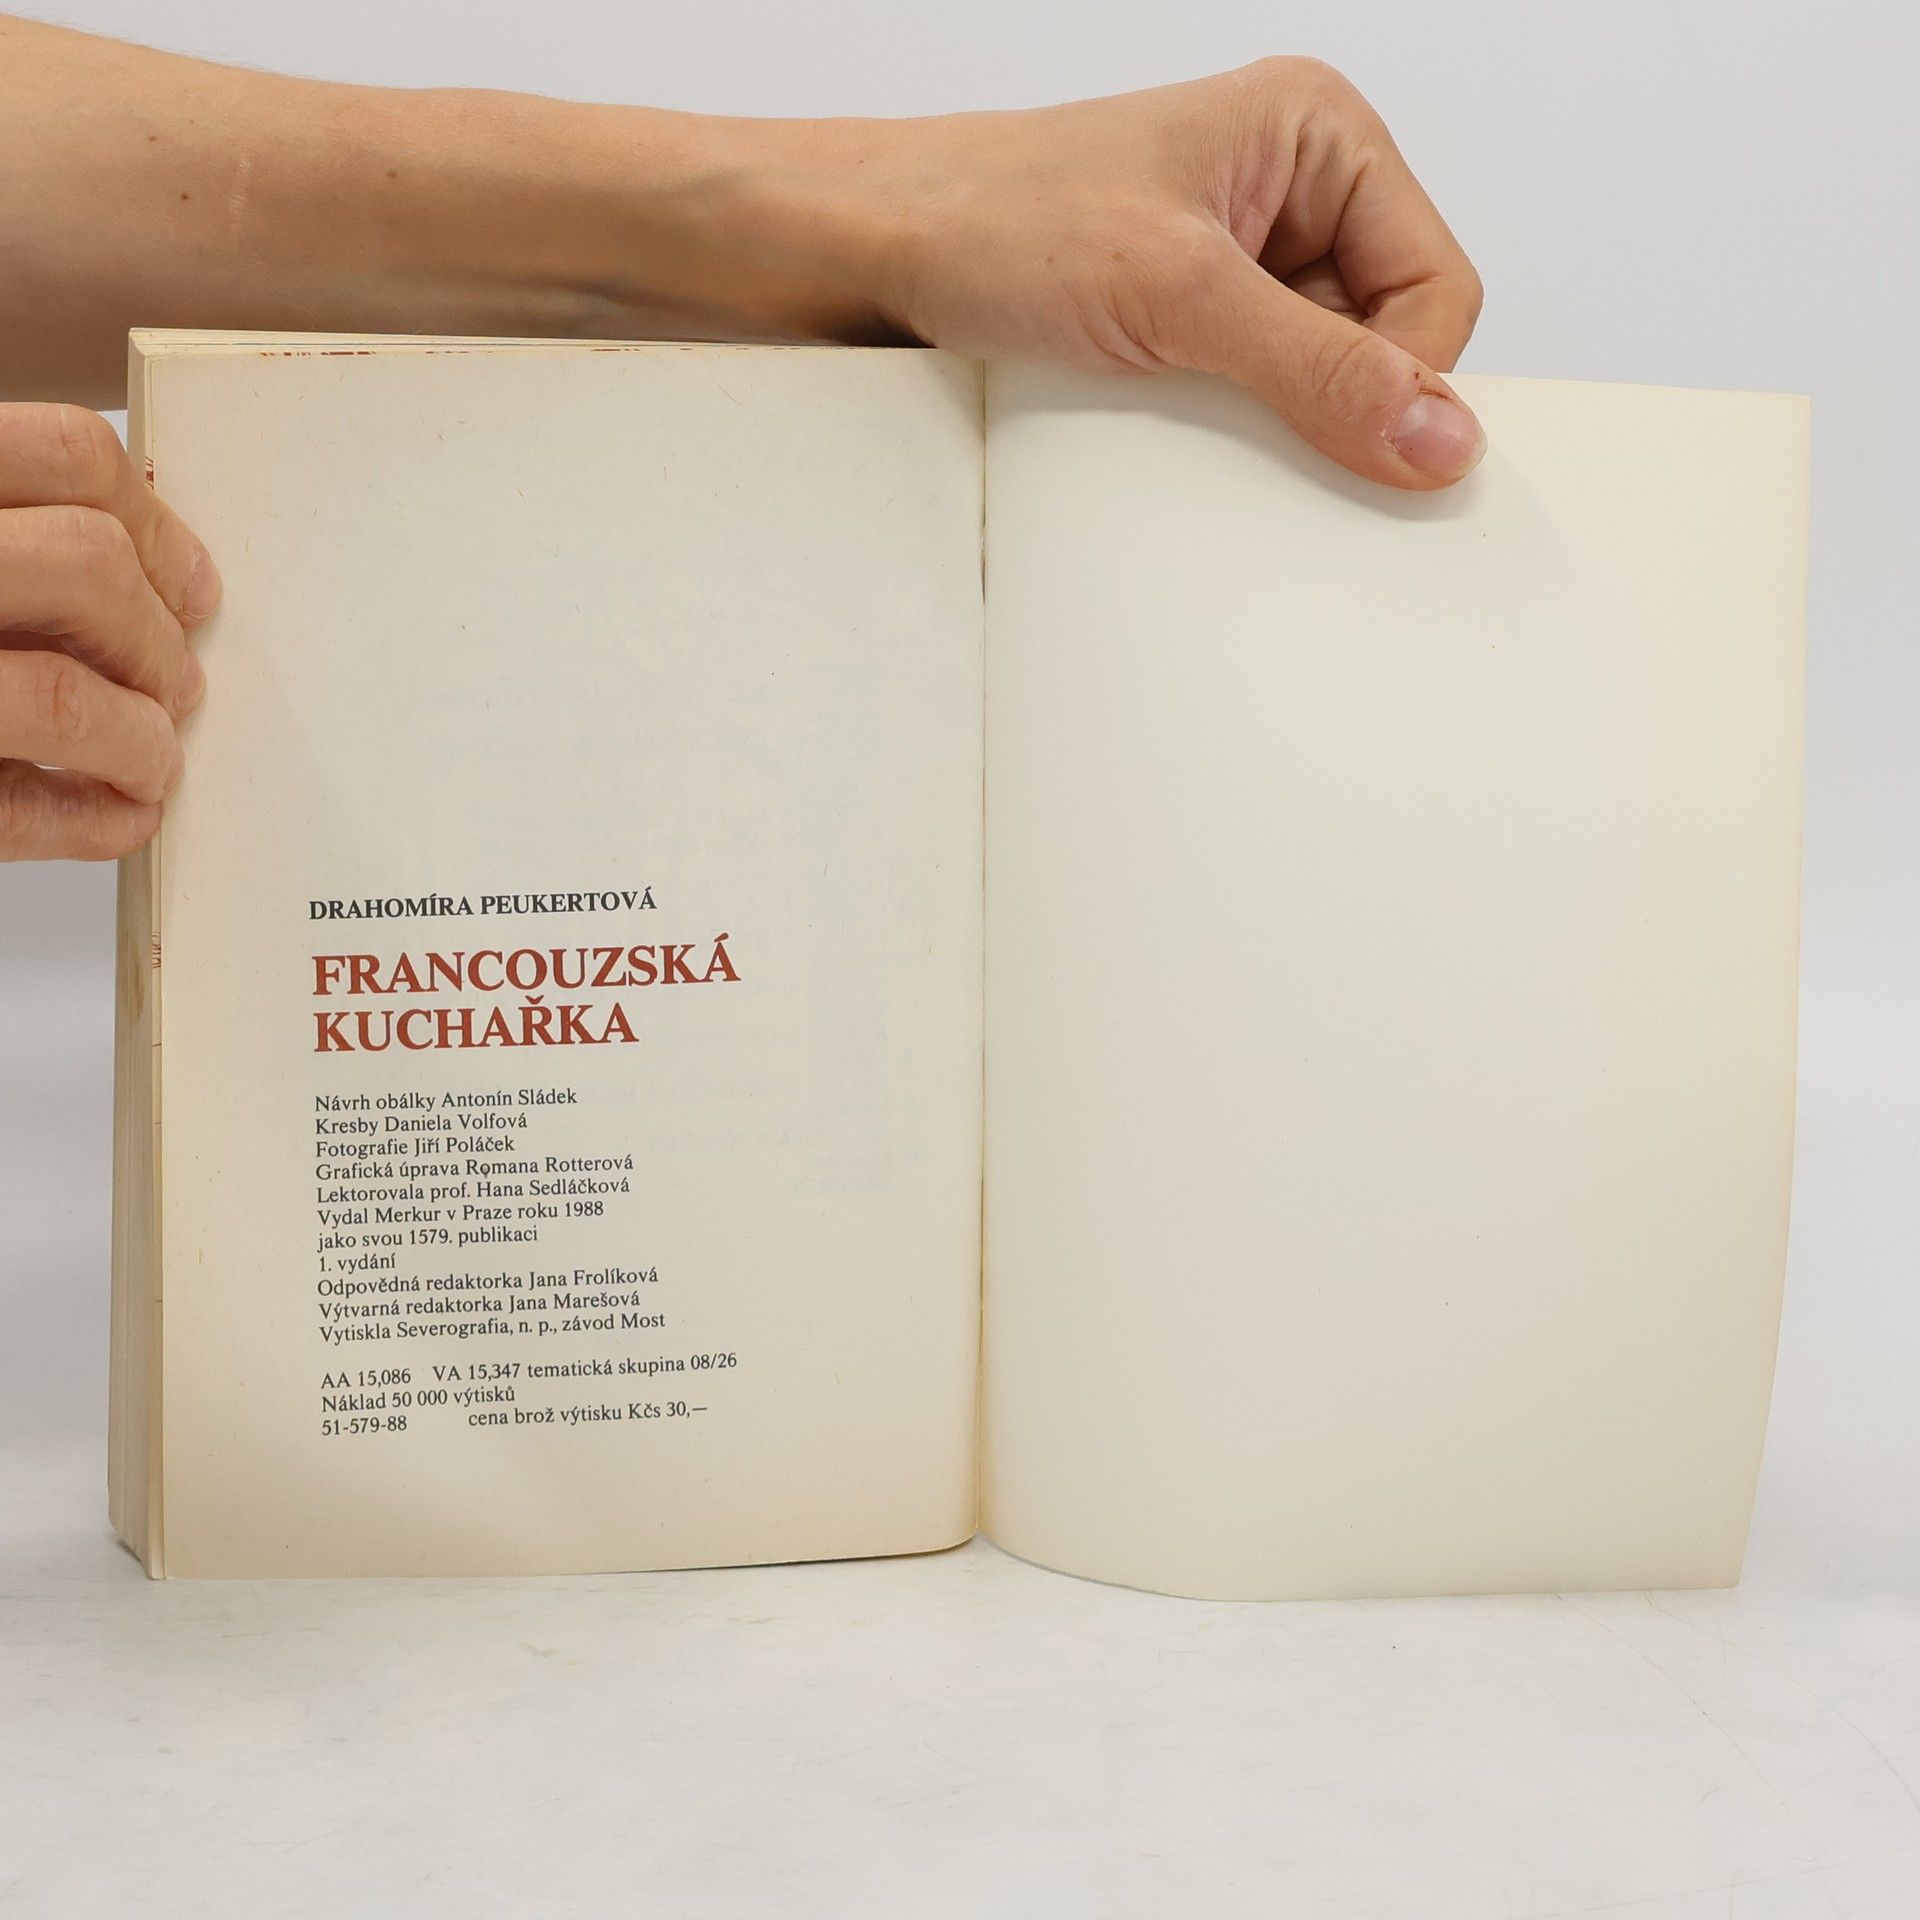 DRAHOMÍRA PEUKERTOVÁ
FRANCOUZSKÁ
KUCHAŘKA
Návrh obálky Antonín Sládek
Kresby Daniela Volfová
Fotografie Jiří Poláček
Grafická úprava Romana Rotterová
Lektorovala prof. Hana Sedláčková
Vydal Merkur v Praze roku 1988
jako svou 1579. publikaci
1. vydání
Odpovědná redaktorka Jana Frolíková
Výtvarná redaktorka Jana Marešová
Vytiskla Severografia, n. p., závod Most
AA 15,086 VA 15,347 tematická skupina 08/26
Náklad 50 000 výtisků
51-579-88 cena brož výtisku Kčs 30,—